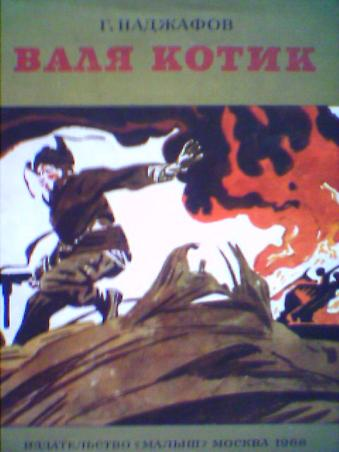 Г. НАДЖАФОВ
ВАЛЯ КОТИК
ИЗДАТЕЛЬСТВО «МАЛЫШ» МОСКВА 1968